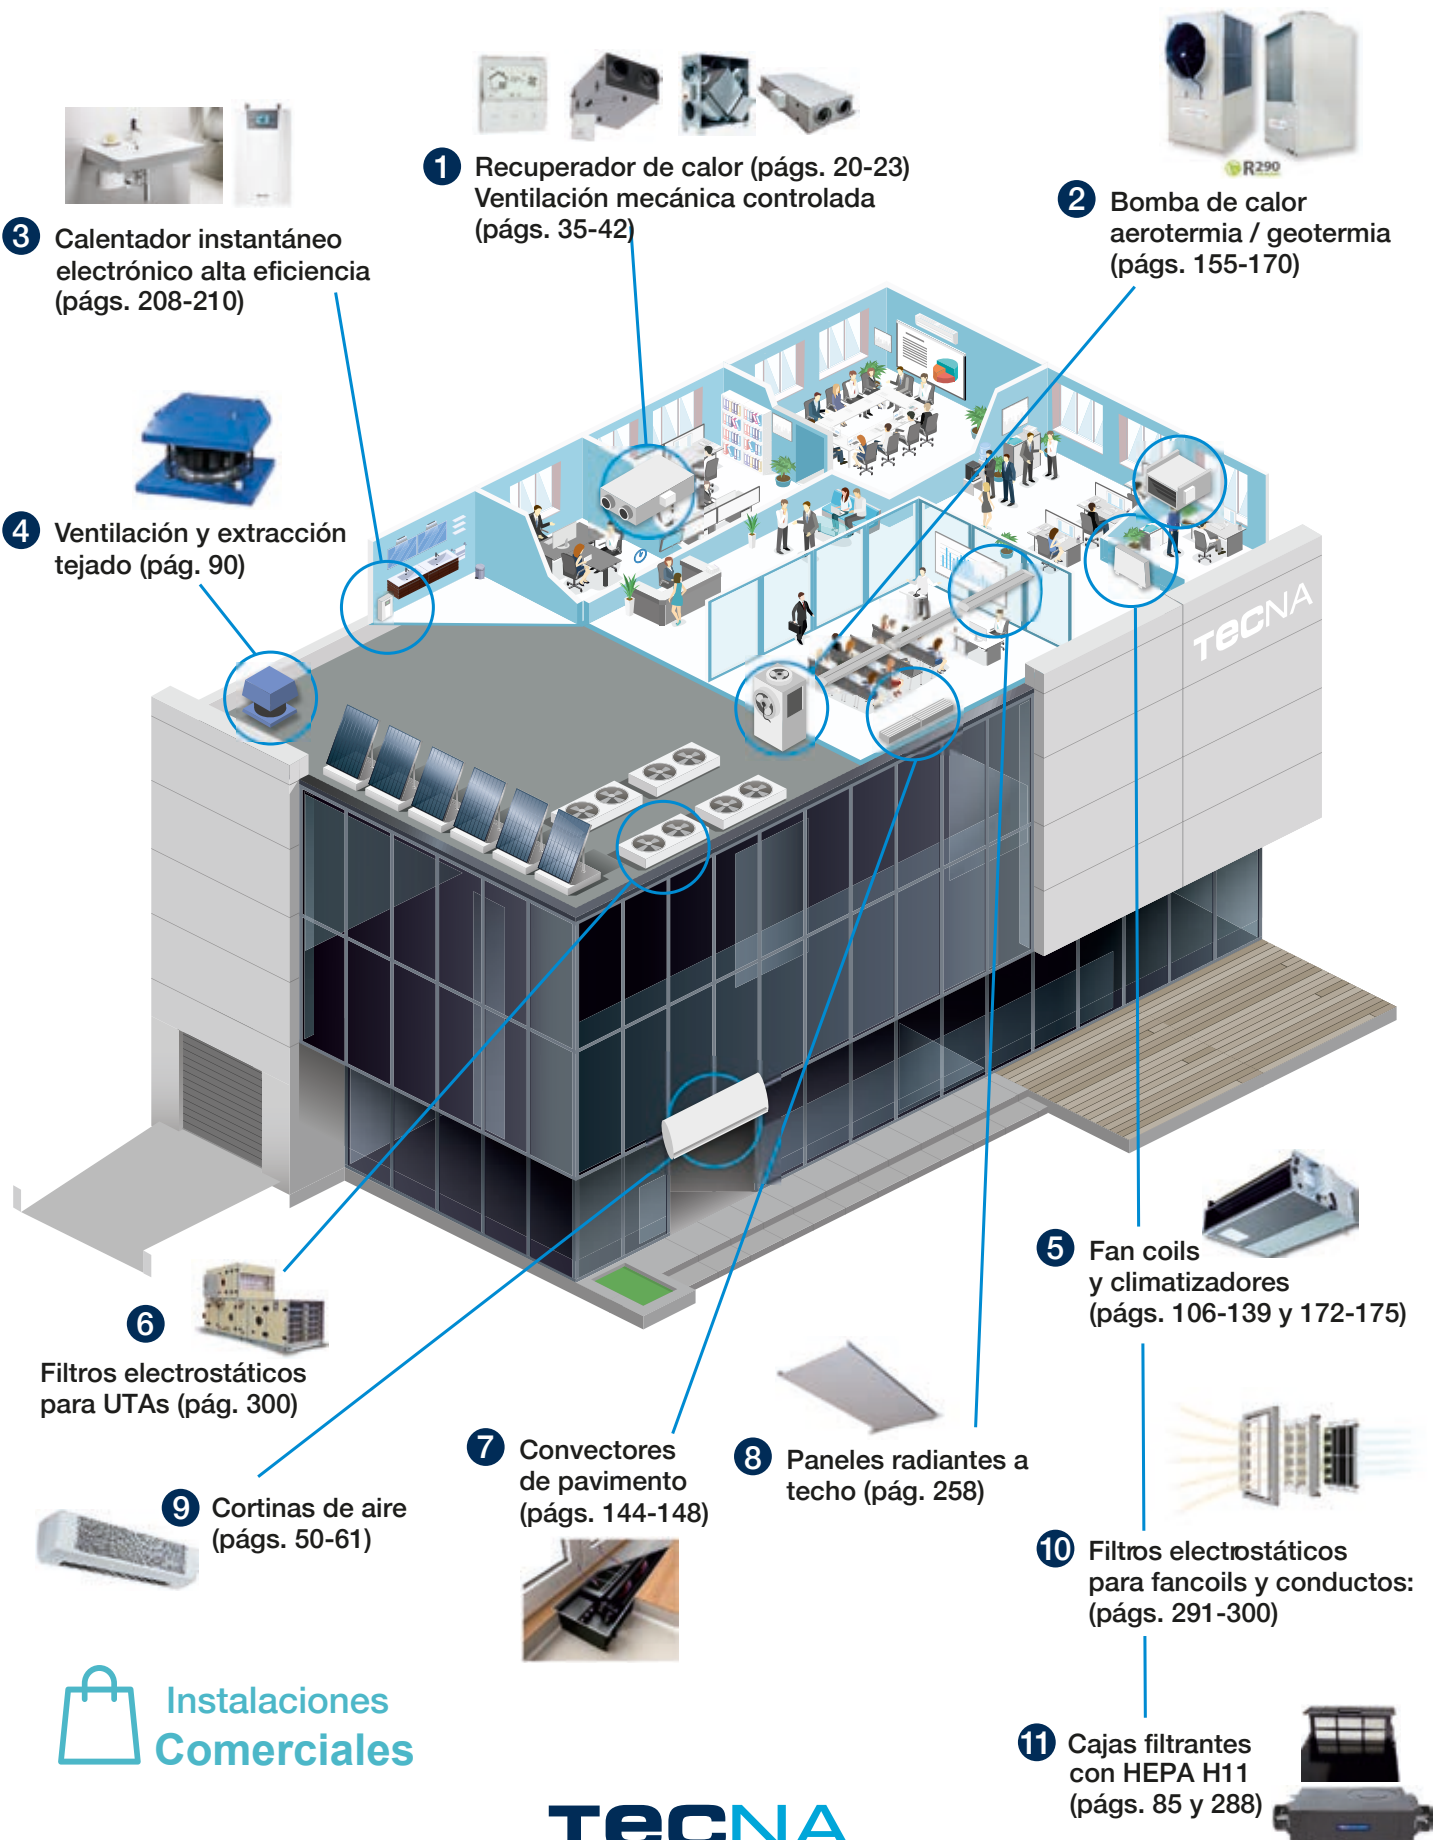 R290
1 Recuperador de calor (págs. 20-23)
Ventilación mecánica controlada
(págs. 35-42)
2 Bomba de calor
aerotermia / geotermia
(págs. 155-170)
3 Calentador instantáneo
electrónico alta eficiencia
(págs. 208-210)
4 Ventilación y extracción
tejado (pág. 90)
TECNA
5 Fan coils
y climatizadores
(págs. 106-139 y 172-175)
6
Filtros electrostáticos
para UTAs (pág. 300)
7 Convectores
de pavimento
(págs. 144-148)
8 Paneles radiantes a
techo (pág. 258)
9 Cortinas de aire
(págs. 50-61)
10 Filtros electrostáticos
para fancoils y conductos:
(págs. 291-300)
11 Cajas filtrantes
con HEPA H11
(págs. 85 y 288)
Instalaciones
Comerciales
TECNA